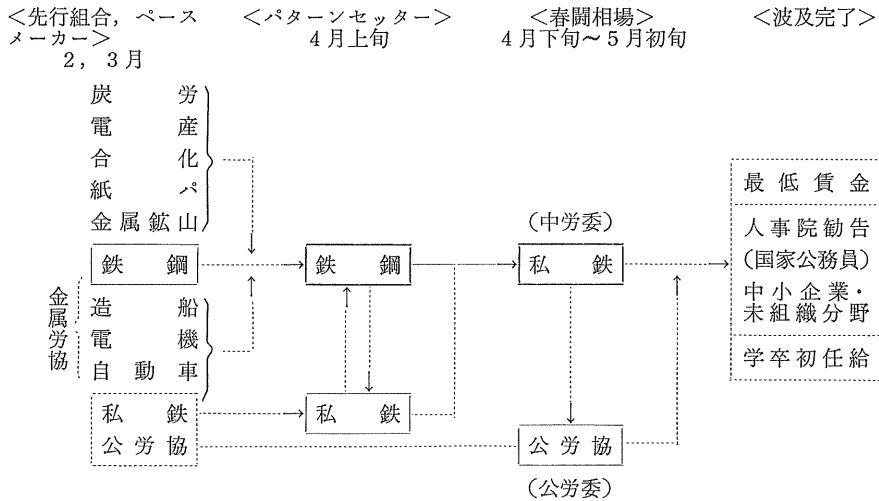 <先行組合，ペースメーカー>
2，3月
<パターンセッター>
4月上旬
<春闘相場>
4月下旬～5月初旬
<波及完了>
炭労
電産
合化
紙パ
金属鉱山
鉄鋼
金属労協
造船
電機
自動車
私鉄
公労協
鉄鋼
私鉄
(中労委)
私鉄
公労協
(公労委)
最低賃金
人事院勧告
(国家公務員)
中小企業・
未組織分野
学卒初任給